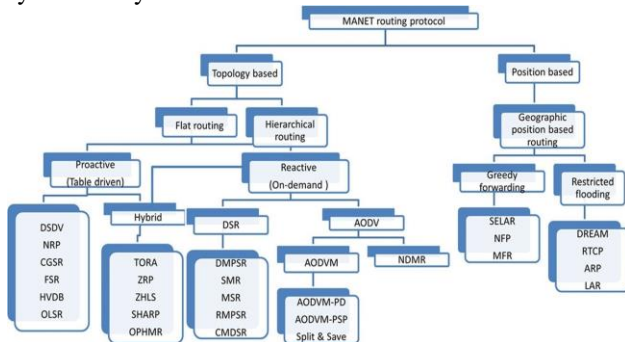 MANET routing protocol
Topology based
Position based
Flat routing
Hierarchical
routing
Geographic
position based
routing
Proactive
(Table driven)
Reactive
(On-demand )
Greedy
forwarding
Restricted
flooding
Hybrid
DSR
AODV
DSDV
NRP
CGSR
FSR
HVDB
OLSR
TORA
ZRP
ZHLS
SHARP
OPHMR
DMPSR
SMR
MSR
RMPSR
CMDSR
AODVM
NDMR
AODVM-PD
AODVM-PSP
Split & Save
SELAR
NFP
MFR
DREAM
RTCP
ARP
LAR